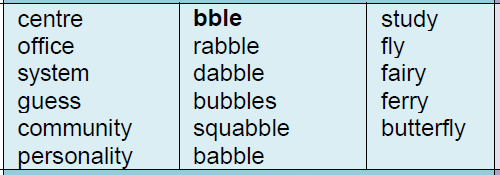 centre
office
system
guess
community
personality
bble
rabble
dabble
bubbles
squabble
babble
study
fly
fairy
ferry
butterfly